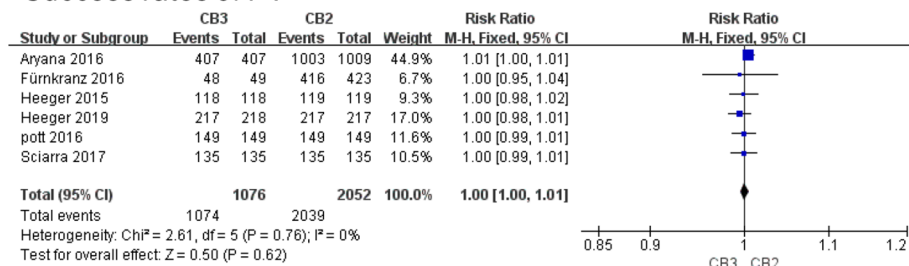 CB3 CB2 Risk Ratio Risk Ratio
Study or Subgroup Events Total Events Total Weight M-H, Fixed, 95% CI M-H, Fixed, 95% CI
Aryana 2016 407 407 1003 1009 44.9% 1.01 [1.00, 1.01]
Fürnkranz 2016 48 49 416 423 6.7% 1.00 [0.95, 1.04]
Heeger 2015 118 118 119 119 9.3% 1.00 [0.98, 1.02]
Heeger 2019 217 218 217 217 17.0% 1.00 [0.98, 1.01]
pott 2016 149 149 149 149 11.6% 1.00 [0.99, 1.01]
Sciarra 2017 135 135 135 135 10.5% 1.00 [0.99, 1.01]
Total (95% CI) 1076 2052 100.0% 1.00 [1.00, 1.01]
Total events 1074 2039
Heterogeneity: Chi² = 2.61, df = 5 (P = 0.76); I² = 0%
Test for overall effect: Z = 0.50 (P = 0.62)
0.85 0.9 1 1.1 1.2
CB3 CB2